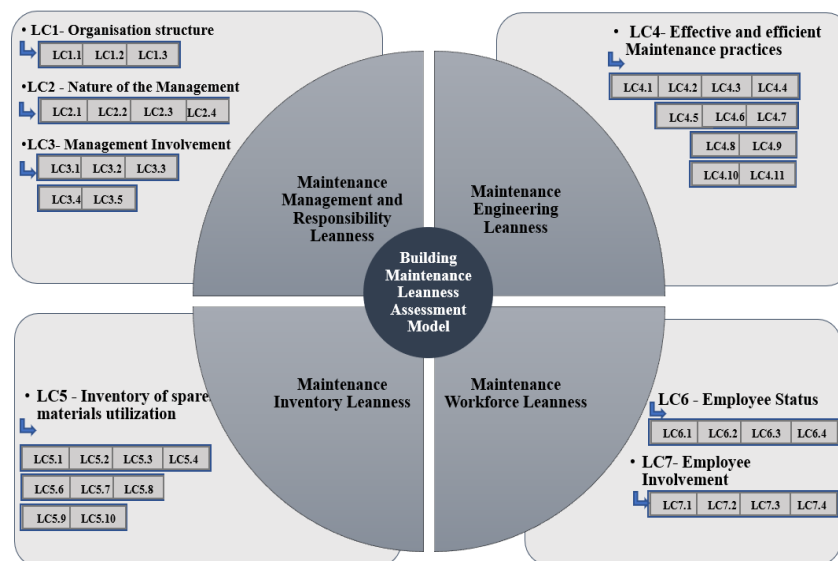 • LC1- Organisation structure
LC1.1 LC1.2 LC1.3
•LC2 - Nature of the Management
LC2.1 LC2.2 LC2.3 LC2.4
•LC3- Management Involvement
LC3.1 LC3.2 LC3.3
LC3.4 LC3.5
• LC4- Effective and efficient
Maintenance practices
LC4.1 LC4.2 LC4.3 LC4.4
LC4.5 LC4.6 LC4.7
LC4.8 LC4.9
LC4.10 LC4.11
Maintenance
Management and
Responsibility
Leanness
Maintenance
Engineering
Leanness
Building
Maintenance
Leanness
Assessment
Model
Maintenance
Inventory Leanness
Maintenance
Workforce Leanness
• LC5 - Inventory of spare
materials utilization
LC5.1 LC5.2 LC5.3 LC5.4
LC5.6 LC5.7 LC5.8
LC5.9 LC5.10
LC6 - Employee Status
LC6.1 LC6.2 LC6.3 LC6.4
• LC7- Employee
Involvement
LC7.1 LC7.2 LC7.3 LC7.4